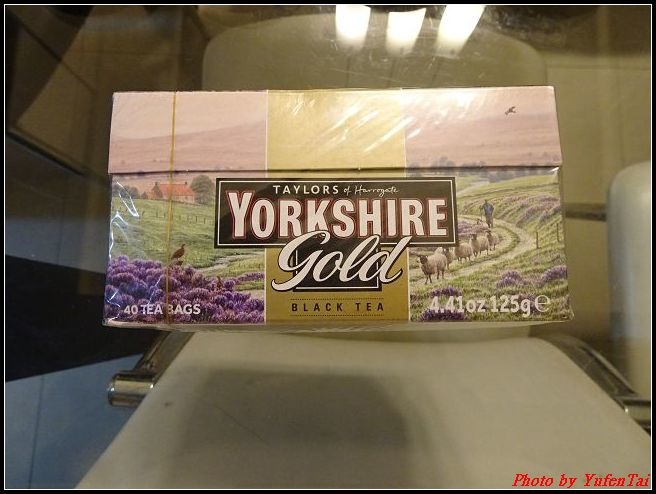 TAYLORS of Harrogate
YORKSHIRE
Gold
BLACK TEA
40 TEA BAGS
4.41oz 125g e
Photo by YufenTai